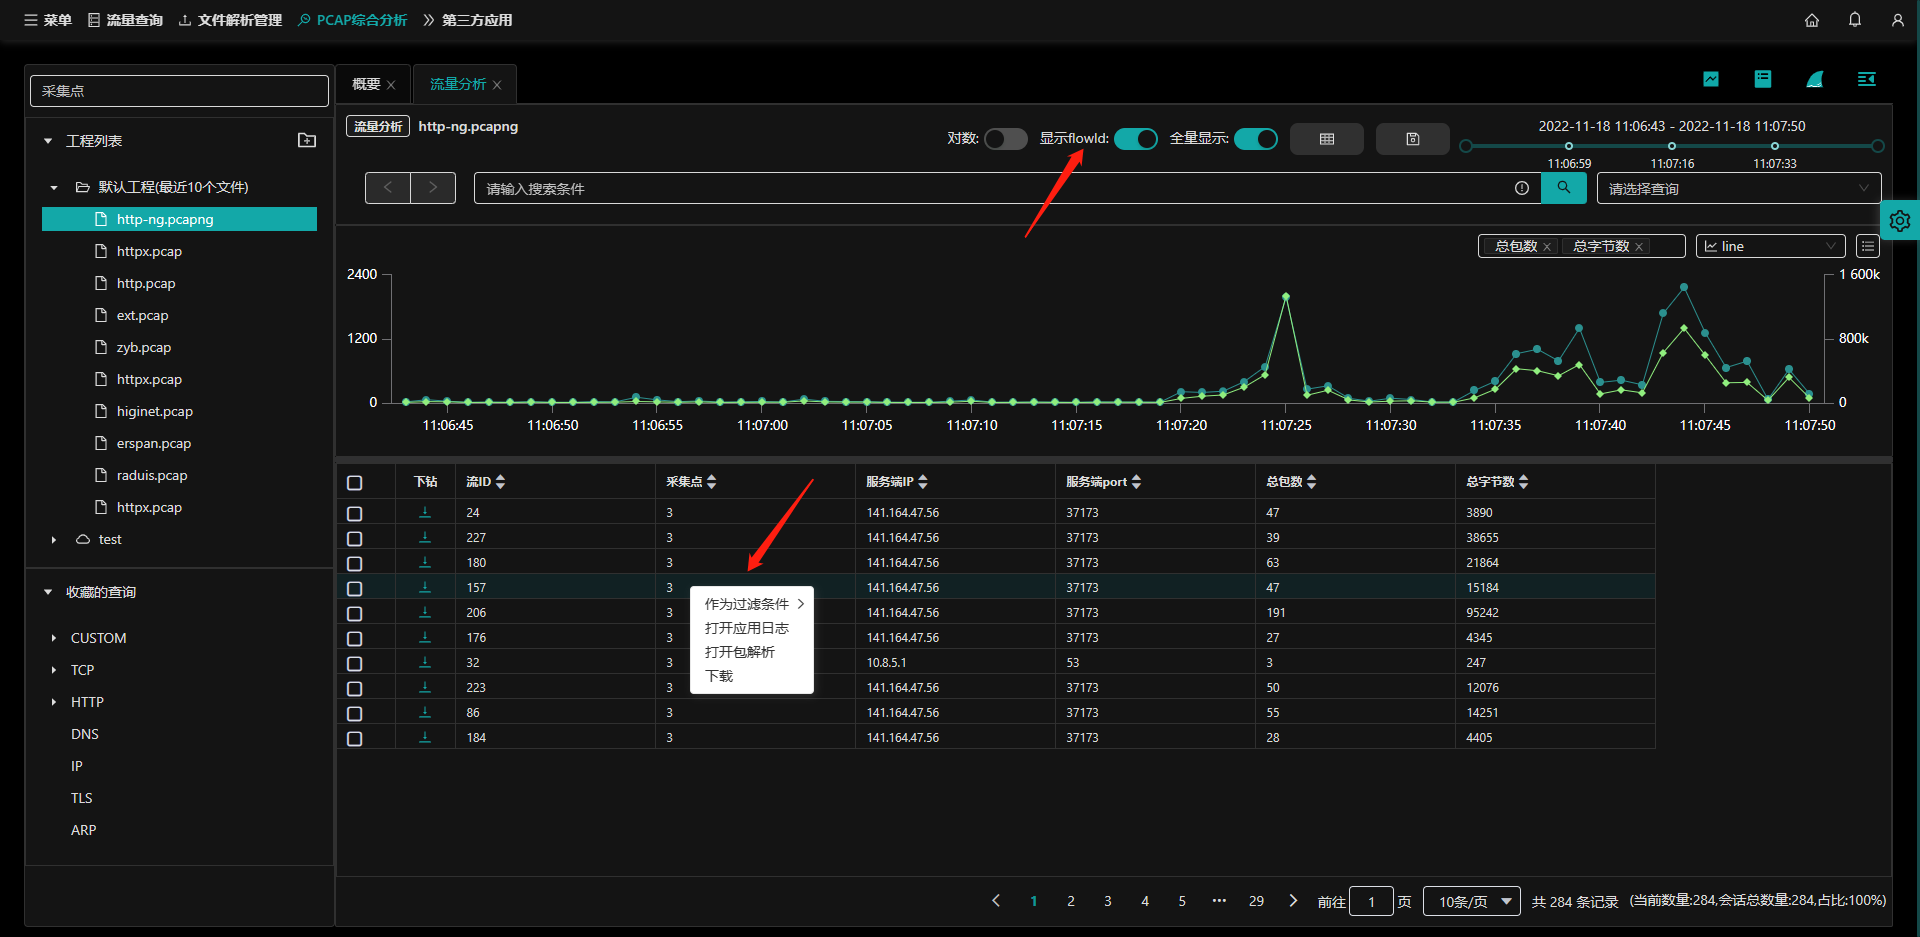 菜单 流量查询 文件解析管理 PCAP综合分析 第三方应用
采集点
工程列表
默认工程(最近10个文件)
http-ng.pcapng
httpx.pcap
http.pcap
ext.pcap
zyb.pcap
httpx.pcap
higinet.pcap
erspan.pcap
raduis.pcap
httpx.pcap
test
收藏的查询
CUSTOM
TCP
HTTP
DNS
IP
TLS
ARP
概要 流量分析
流量分析 http-ng.pcapng
对数: 显示flowId: 全量显示:
2022-11-18 11:06:43 - 2022-11-18 11:07:50
11:06:59 11:07:16 11:07:33
请输入搜索条件 请选择查询
总包数 总字节数 line
2400 1 600k
1200 800k
0 0
11:06:45 11:06:50 11:06:55 11:07:00 11:07:05 11:07:10 11:07:15 11:07:20 11:07:25 11:07:30 11:07:35 11:07:40 11:07:45 11:07:50
下钻 流ID 采集点 服务端IP 服务端port 总包数 总字节数
24 3 141.164.47.56 37173 47 3890
227 3 141.164.47.56 37173 39 38655
180 3 141.164.47.56 37173 63 21864
157 3 141.164.47.56 37173 47 15184
206 3 141.164.47.56 37173 191 95242
176 3 141.164.47.56 37173 27 4345
32 3 10.8.5.1 53 3 247
223 3 141.164.47.56 37173 50 12076
86 3 141.164.47.56 37173 55 14251
184 3 141.164.47.56 37173 28 4405
作为过滤条件
打开应用日志
打开包解析
下载
1 2 3 4 5 ••• 29 前往 1 页 10条/页 共 284 条记录 (当前数量:284,会话总数量:284,占比:100%)